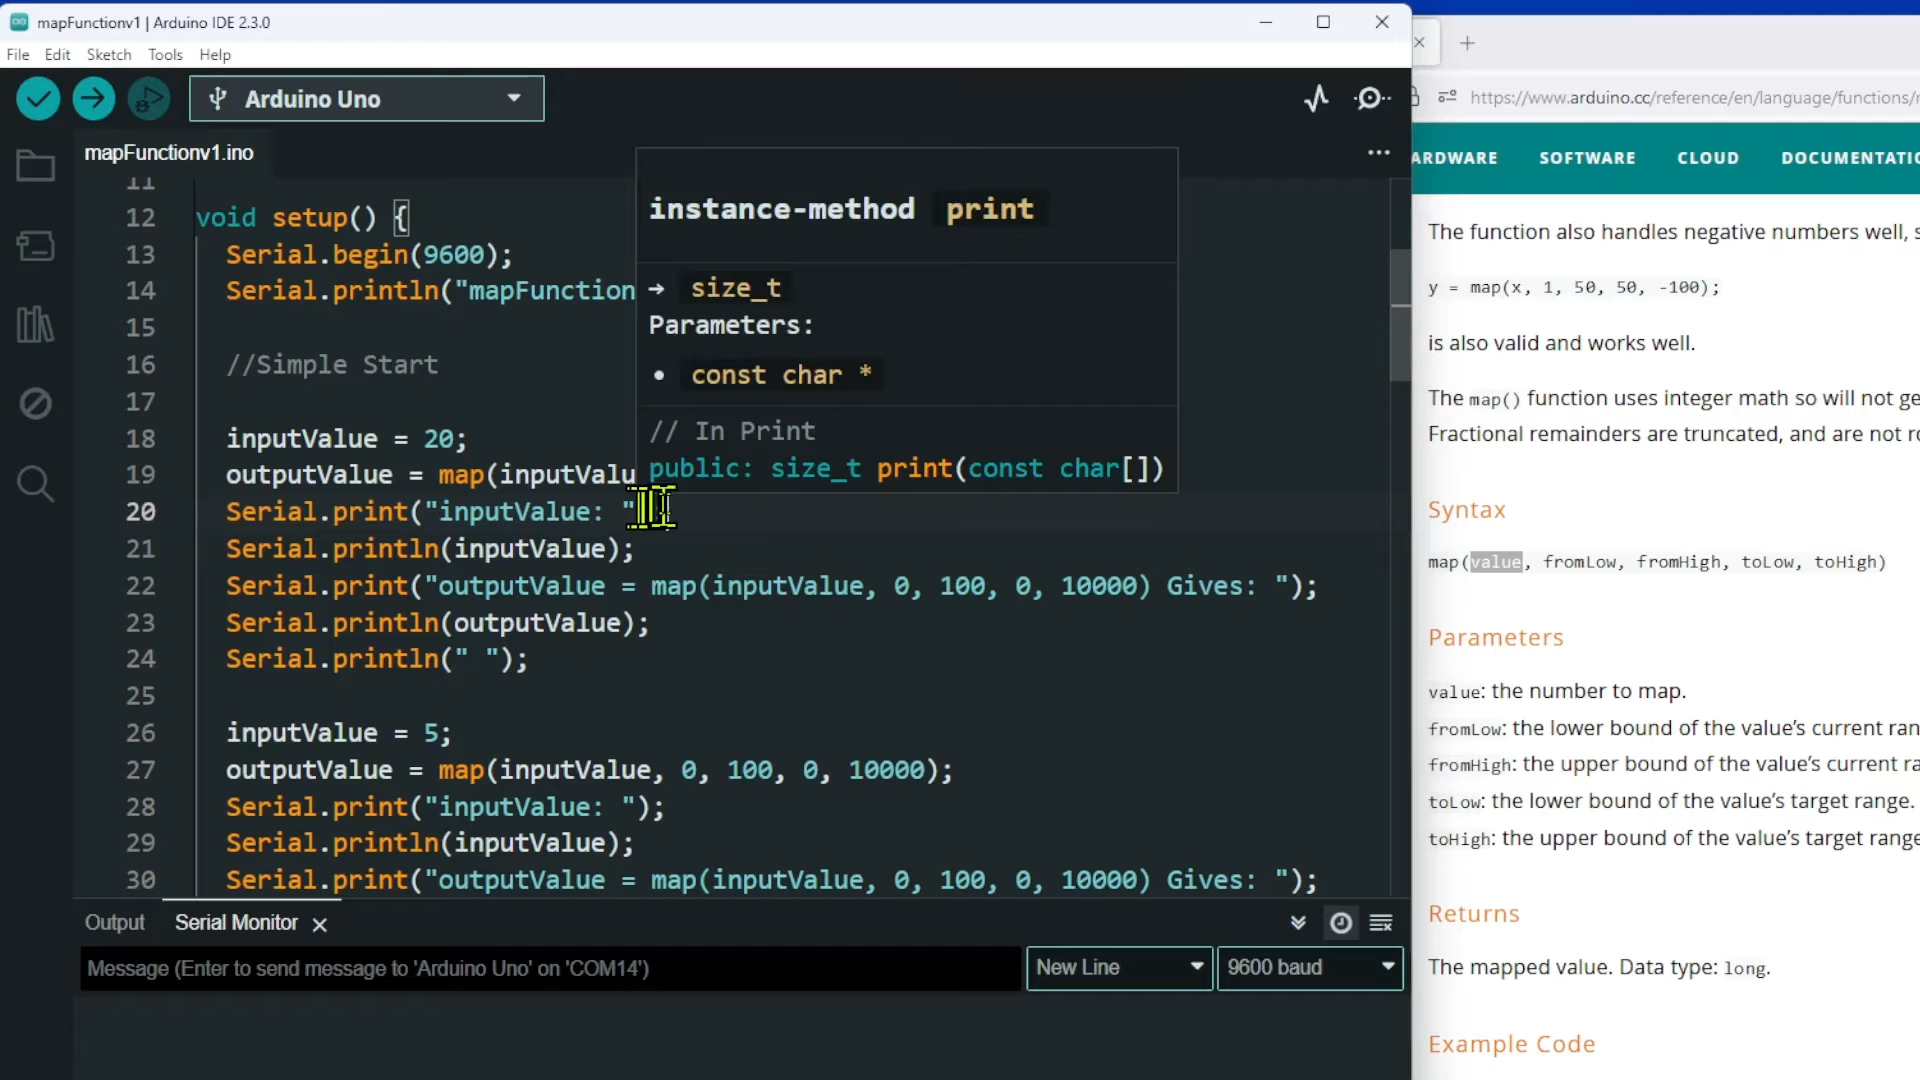 mapFunctionv1 | Arduino IDE 2.3.0
File Edit Sketch Tools Help
Arduino Uno
https://www.arduino.cc/reference/en/language/functions/
mapFunctionv1.ino
ARDWARE SOFTWARE CLOUD DOCUMENTATIO
11
12 void setup() {
13 Serial.begin(9600);
14 Serial.println("mapFunction
15
16 //Simple Start
17
18 inputValue = 20;
19 outputValue = map(inputValu
20 Serial.print("inputValue: "
21 Serial.println(inputValue);
22 Serial.print("outputValue = map(inputValue, 0, 100, 0, 10000) Gives: ");
23 Serial.println(outputValue);
24 Serial.println(" ");
25
26 inputValue = 5;
27 outputValue = map(inputValue, 0, 100, 0, 10000);
28 Serial.print("inputValue: ");
29 Serial.println(inputValue);
30 Serial.print("outputValue = map(inputValue, 0, 100, 0, 10000) Gives: ");
instance-method print
→ size_t
Parameters:
• const char *
// In Print
public: size_t print(const char[])
Output Serial Monitor
Message (Enter to send message to 'Arduino Uno' on 'COM14')
New Line
9600 baud
The function also handles negative numbers well, s
y = map(x, 1, 50, 50, -100);
is also valid and works well.
The map() function uses integer math so will not ge
Fractional remainders are truncated, and are not ro
Syntax
map(value, fromLow, fromHigh, toLow, toHigh)
Parameters
value: the number to map.
fromLow: the lower bound of the value’s current ran
fromHigh: the upper bound of the value’s current ra
toLow: the lower bound of the value’s target range.
toHigh: the upper bound of the value’s target range
Returns
The mapped value. Data type: long.
Example Code